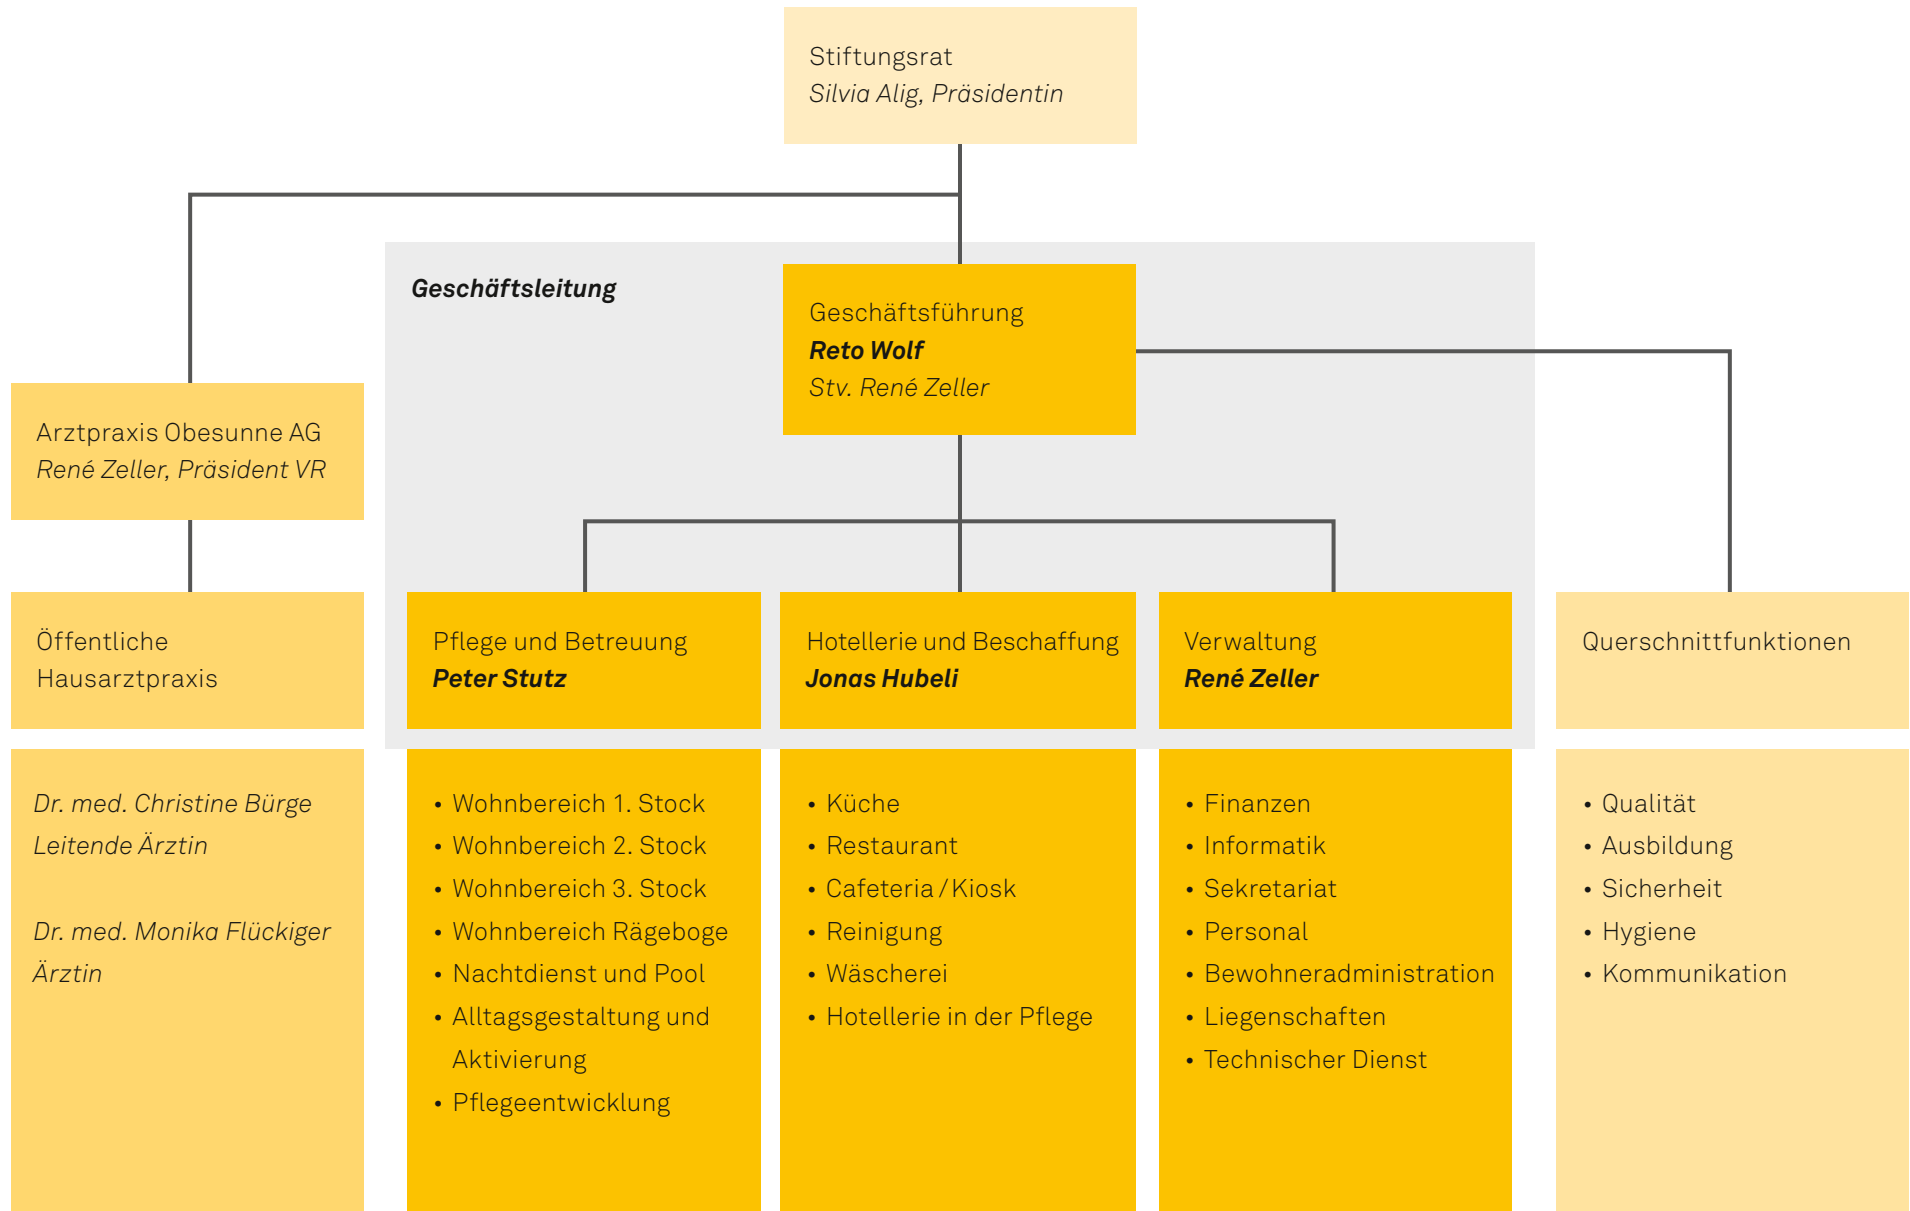 Stiftungsrat
Silvia Alig, Präsidentin
Geschäftsleitung
Geschäftsführung
Reto Wolf
Stv. René Zeller
Arztpraxis Obesunne AG
René Zeller, Präsident VR
Öffentliche
Hausarztpraxis
Dr. med. Christine Bürge
Leitende Ärztin
Dr. med. Monika Flückiger
Ärztin
Pflege und Betreuung
Peter Stutz
• Wohnbereich 1. Stock
• Wohnbereich 2. Stock
• Wohnbereich 3. Stock
• Wohnbereich Rägeboge
• Nachtdienst und Pool
• Alltagsgestaltung und
Aktivierung
• Pflegeentwicklung
Hotellerie und Beschaffung
Jonas Hubeli
• Küche
• Restaurant
• Cafeteria / Kiosk
• Reinigung
• Wäscherei
• Hotellerie in der Pflege
Verwaltung
René Zeller
• Finanzen
• Informatik
• Sekretariat
• Personal
• Bewohneradministration
• Liegenschaften
• Technischer Dienst
Querschnittfunktionen
• Qualität
• Ausbildung
• Sicherheit
• Hygiene
• Kommunikation